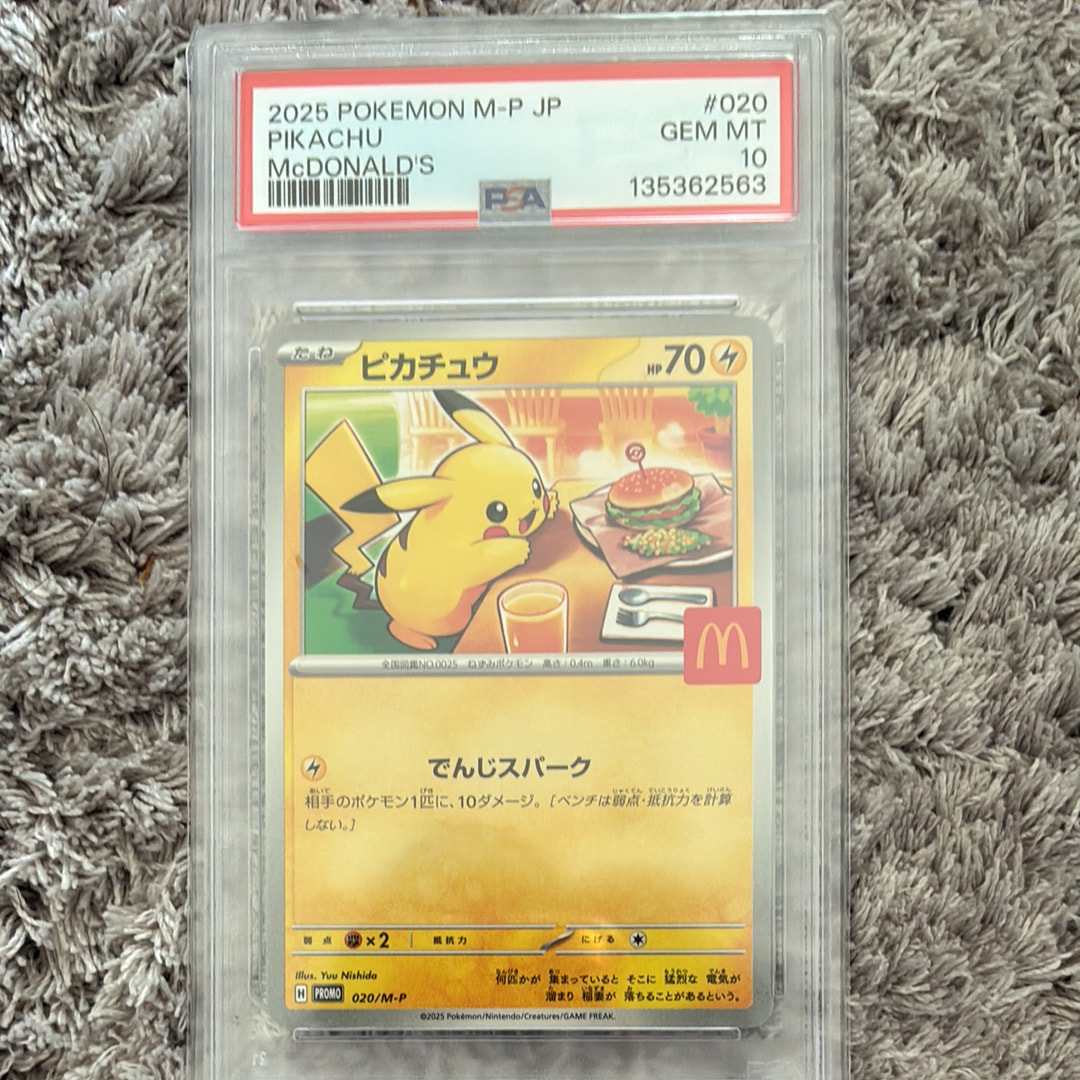 2025 POKEMON M-P JP #020
PIKACHU GEM MT
McDONALD'S 10
PSA 135362563
たね ピカチュウ HP 70
全国図鑑NO.0025 ねずみポケモン 高さ:0.4m 重さ:6.0kg
でんじスパーク
相手のポケモン1匹に、10ダメージ。[ベンチは弱点・抵抗力を計算
しない。]
弱点 ×2 抵抗力 にげる
Illus. Yuu Nishida
何匹かが 集まっていると そこに 猛烈な 電気が
溜まり 稲妻が 落ちることがあるという。
H PROMO 020/M-P
©2025 Pokémon/Nintendo/Creatures/GAME FREAK.